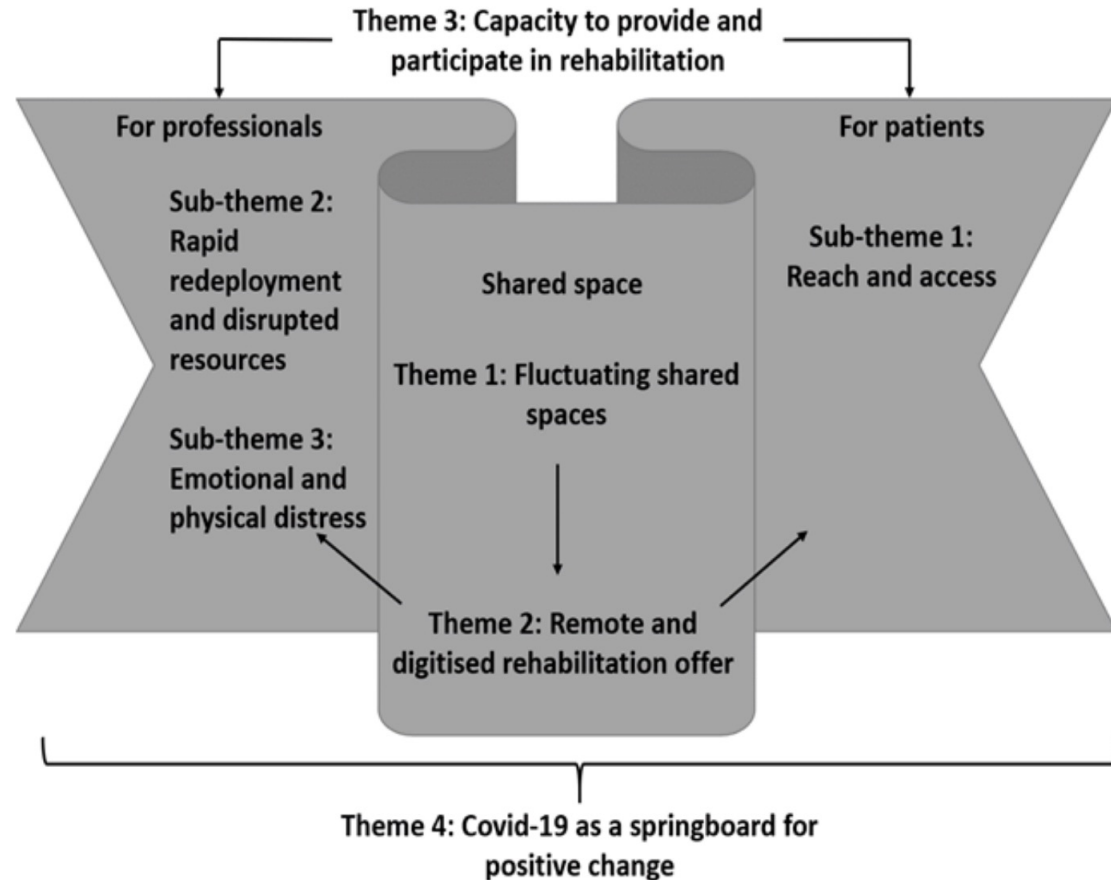 Theme 3: Capacity to provide and
participate in rehabilitation
For professionals
Sub-theme 2:
Rapid
redeployment
and disrupted
resources
Sub-theme 3:
Emotional and
physical distress
Shared space
Theme 1: Fluctuating shared
spaces
Theme 2: Remote and
digitised rehabilitation offer
For patients
Sub-theme 1:
Reach and access
Theme 4: Covid-19 as a springboard for
positive change